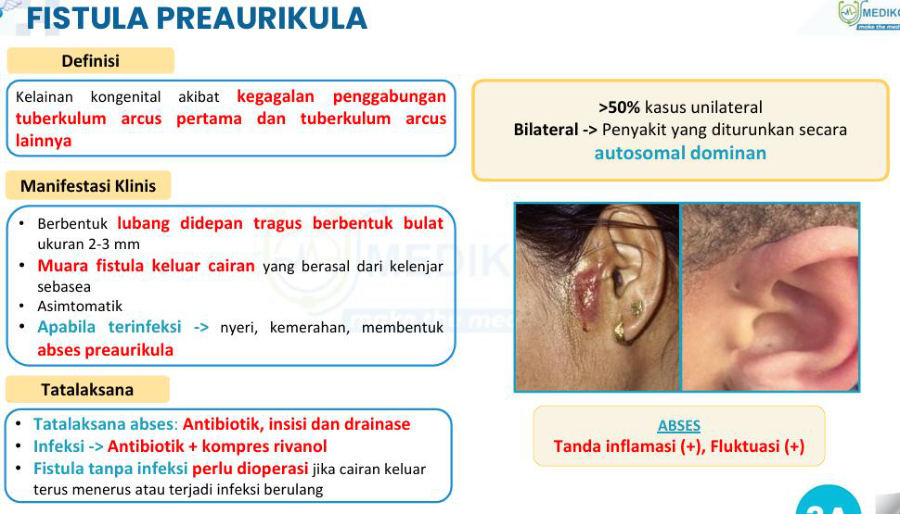 FISTULA PREAURIKULA
Definisi
Kelainan kongenital akibat kegagalan penggabungan
tuberkulum arcus pertama dan tuberkulum arcus
lainnya
Manifestasi Klinis
• Berbentuk lubang didepan tragus berbentuk bulat
ukuran 2-3 mm
• Muara fistula keluar cairan yang berasal dari kelenjar
sebasea
• Asimtomatik
• Apabila terinfeksi -> nyeri, kemerahan, membentuk
abses preaurikula
Tatalaksana
• Tatalaksana abses: Antibiotik, insisi dan drainase
• Infeksi -> Antibiotik + kompres rivanol
• Fistula tanpa infeksi perlu dioperasi jika cairan keluar
terus menerus atau terjadi infeksi berulang
>50% kasus unilateral
Bilateral -> Penyakit yang diturunkan secara
autosomal dominan
ABSES
Tanda inflamasi (+), Fluktuasi (+)